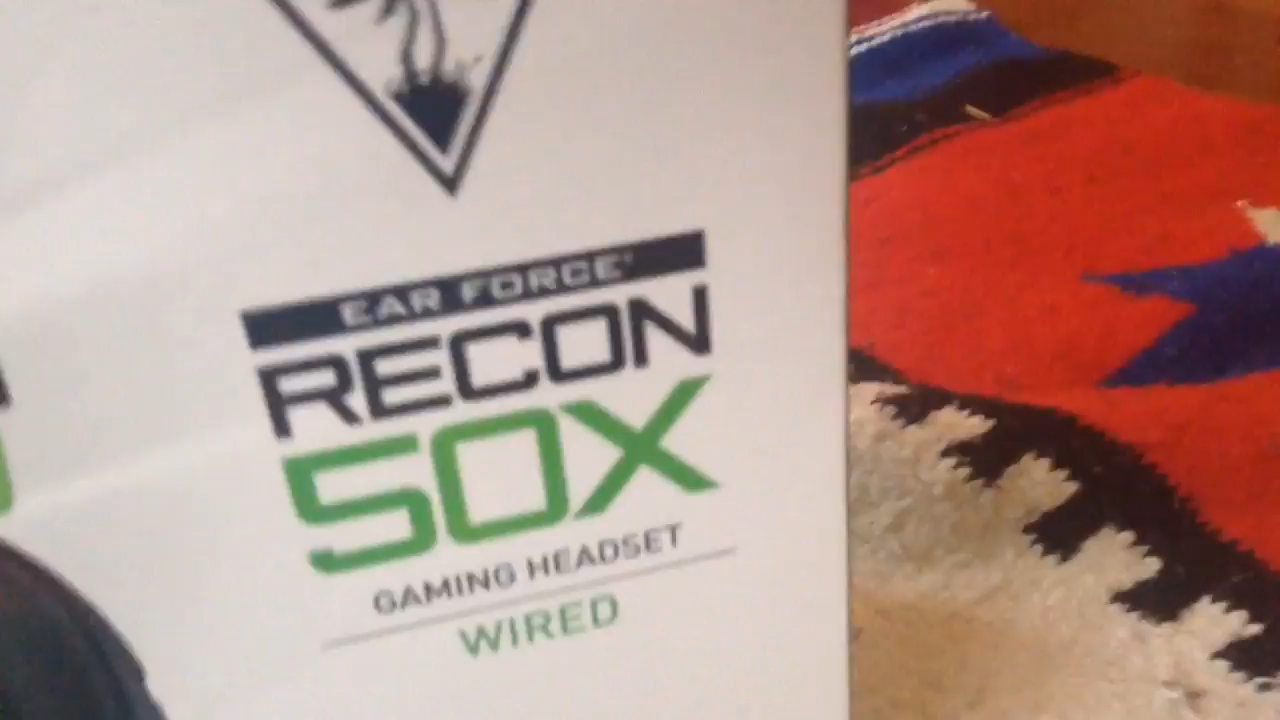 EAR FORCE
RECON
50X
GAMING HEADSET
WIRED